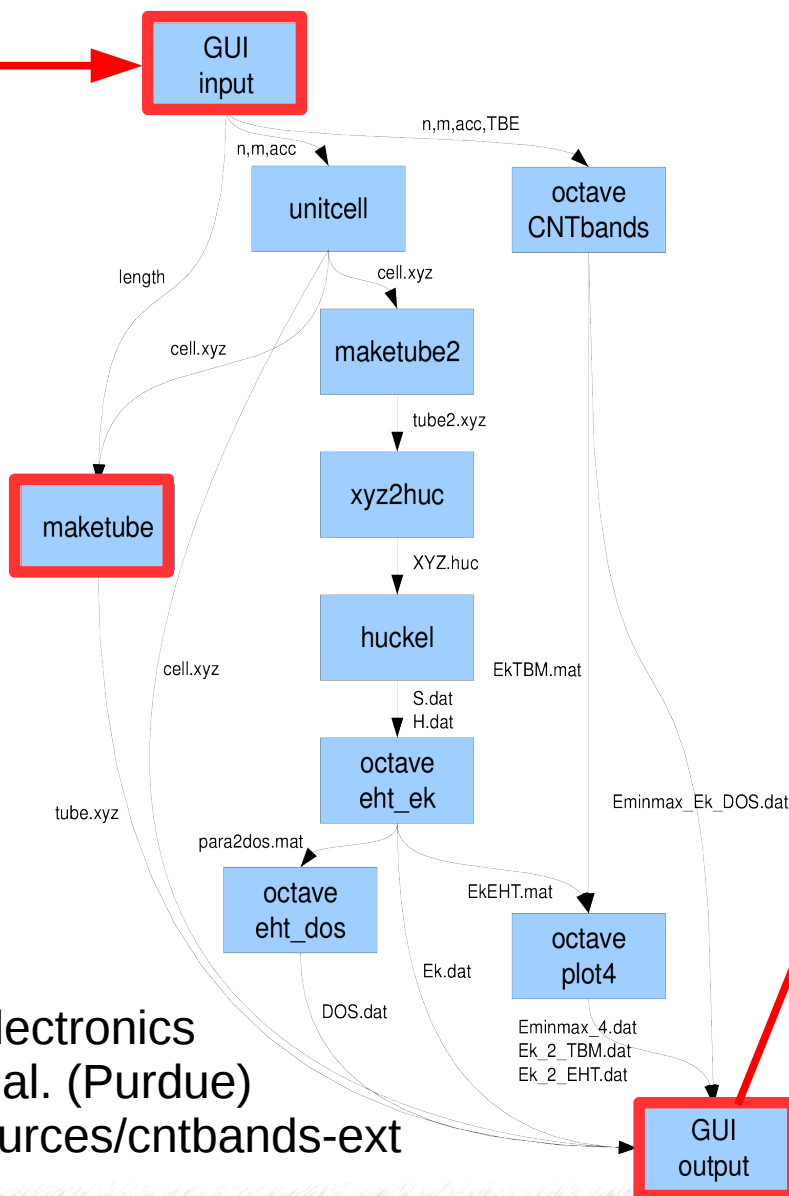 GUI
input
n,m,acc,TBE
n,m,acc
unitcell
octave
CNTbands
length
cell.xyz
cell.xyz
maketube2
tube2.xyz
maketube
xyz2huc
XYZ.huc
huckel
cell.xyz
EkTBM.mat
S.dat
H.dat
octave
eht_ek
Eminmax_Ek_DOS.dat
tube.xyz
para2dos.mat
octave
eht_dos
EkEHT.mat
octave
plot4
Ek.dat
DOS.dat
Eminmax_4.dat
Ek_2_TBM.dat
Ek_2_EHT.dat
lectronics
al. (Purdue)
urces/cntbands-ext
GUI
output